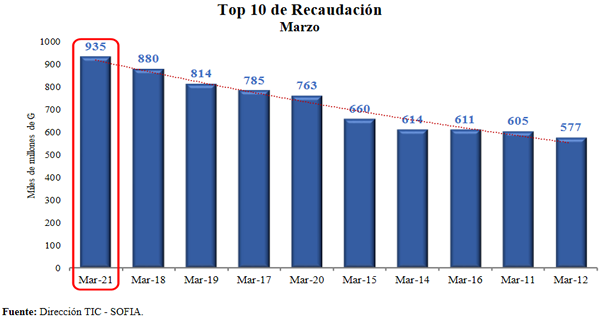 Top 10 de Recaudación
Marzo
Miles de millones de G
1000
900
800
700
600
500
400
300
200
100
0
935
880
814
785
763
660
614
611
605
577
Mar-21
Mar-18
Mar-19
Mar-17
Mar-20
Mar-15
Mar-14
Mar-16
Mar-11
Mar-12
Fuente: Dirección TIC - SOFIA.